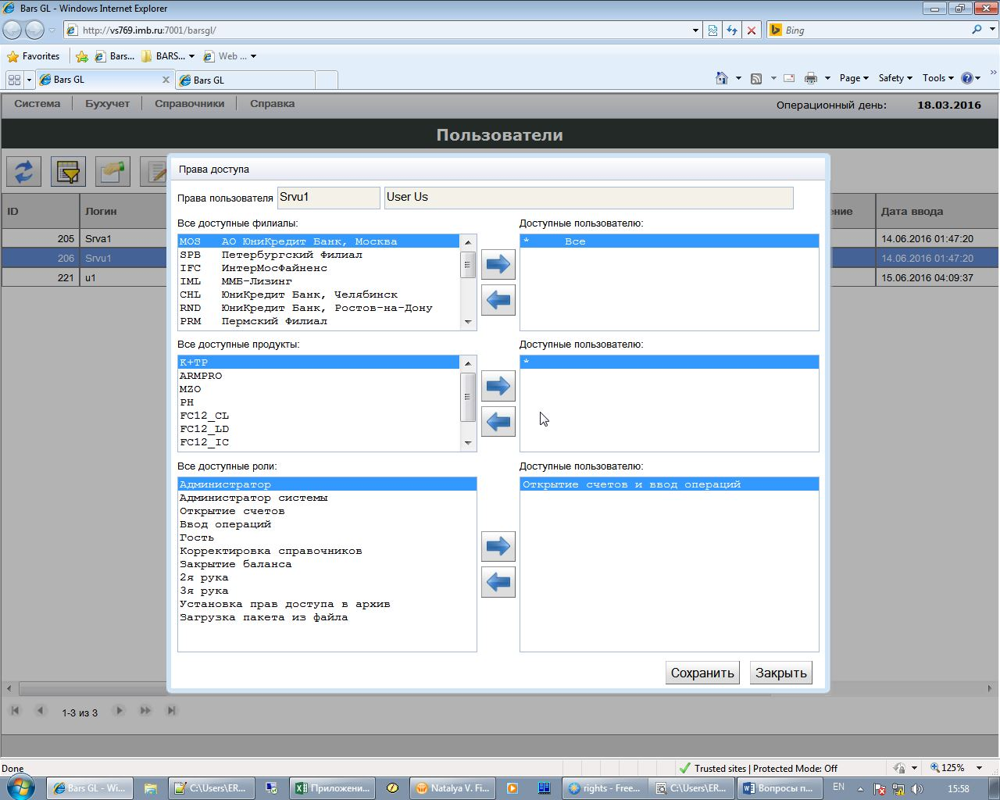 Bars GL - Windows Internet Explorer
http://vs769.imb.ru:7001/barsgl/
Bing
Favorites Bars... BARS... Web ...
Bars GL Bars GL Page Safety Tools
Система Бухучет Справочники Справка Операционный день: 18.03.2016
Пользователи
Права доступа
Права пользователя Srvu1 User Us
ID Логин ение Дата ввода
Все доступные филиалы: Доступные пользователю:
205 Srva1 14.06.2016 01:47:20
206 Srvu1 14.06.2016 01:47:20
221 u1 15.06.2016 04:09:37
MOS АО ЮниКредит Банк, Москва * Все
SPB Петербургский Филиал
IFC ИнтерМосФайненс
IML ММБ-Лизинг
CHL ЮниКредит Банк, Челябинск
RND ЮниКредит Банк, Ростов-на-Дону
PRM Пермский Филиал
Все доступные продукты: Доступные пользователю:
K+TP *
ARMPRO
MZO
PH
FC12_CL
FC12_LD
FC12_IC
Все доступные роли: Доступные пользователю:
Администратор Открытие счетов и ввод операций
Администратор системы
Открытие счетов
Ввод операций
Гость
Корректировка справочников
Закрытие баланса
2я рука
3я рука
Установка прав доступа в архив
Загрузка пакета из файла
Сохранить Закрыть
1-3 из 3
Done Trusted sites | Protected Mode: Off 125%
Bars GL - Wi... C:\Users\ER... Приложени... Natalya V. Fi... rights - Free... C:\Users\ER... Вопросы п... EN 15:58